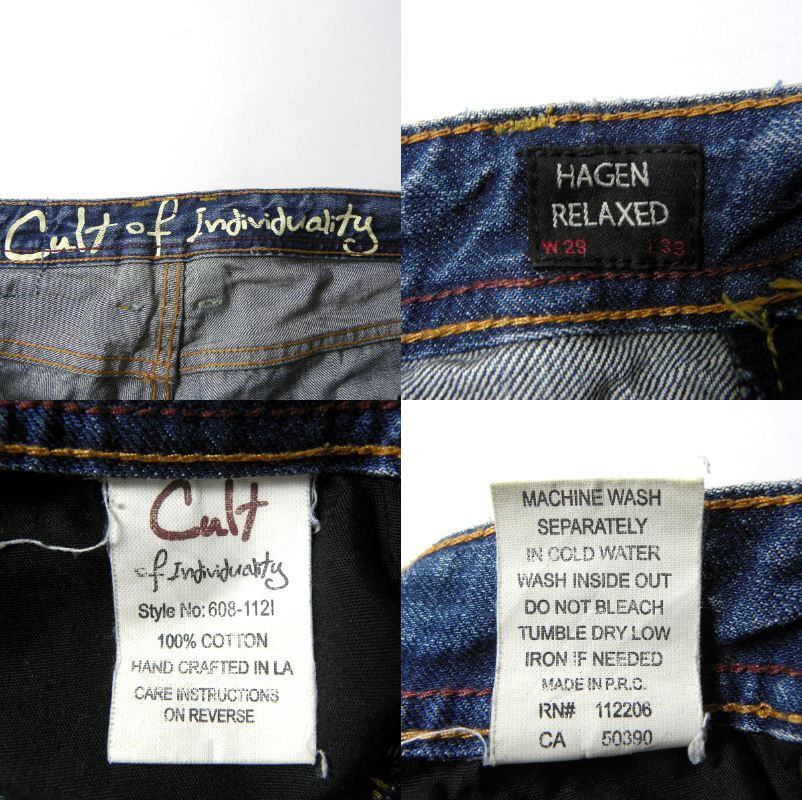 Cult of Individuality
HAGEN
RELAXED
W 28 L 33
Cult
of Individuality
Style No: 608-112I
100% COTTON
HAND CRAFTED IN LA
CARE INSTRUCTIONS
ON REVERSE
MACHINE WASH
SEPARATELY
IN COLD WATER
WASH INSIDE OUT
DO NOT BLEACH
TUMBLE DRY LOW
IRON IF NEEDED
MADE IN P.R.C.
RN# 112206
CA 50390